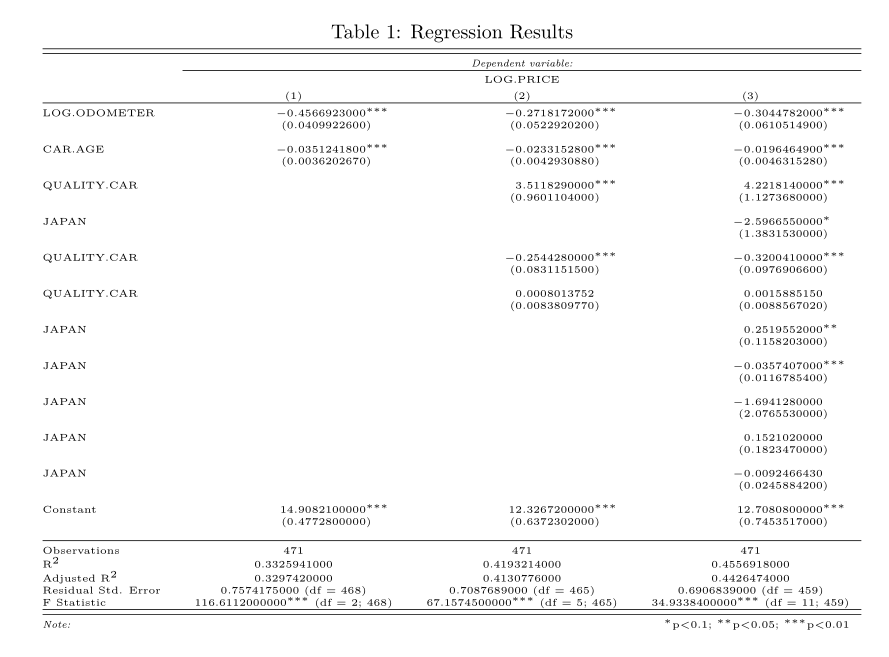 Table 1: Regression Results
Dependent variable:
LOG.PRICE
(1) (2) (3)
LOG.ODOMETER −0.4566923000*** −0.2718172000*** −0.3044782000***
(0.0409922600) (0.0522920200) (0.0610514900)
CAR.AGE −0.0351241800*** −0.0233152800*** −0.0196464900***
(0.0036202670) (0.0042930880) (0.0046315280)
QUALITY.CAR 3.5118290000*** 4.2218140000***
(0.9601104000) (1.1273680000)
JAPAN −2.5966550000*
(1.3831530000)
QUALITY.CAR −0.2544280000*** −0.3200410000***
(0.0831151500) (0.0976906600)
QUALITY.CAR 0.0008013752 0.0015885150
(0.0083809770) (0.0088567020)
JAPAN 0.2519552000**
(0.1158203000)
JAPAN −0.0357407000***
(0.0116785400)
JAPAN −1.6941280000
(2.0765530000)
JAPAN 0.1521020000
(0.1823470000)
JAPAN −0.0092466430
(0.0245884200)
Constant 14.9082100000*** 12.3267200000*** 12.7080800000***
(0.4772800000) (0.6372302000) (0.7453517000)
Observations 471 471 471
R2 0.3325941000 0.4193214000 0.4556918000
Adjusted R2 0.3297420000 0.4130776000 0.4426474000
Residual Std. Error 0.7574175000 (df = 468) 0.7087689000 (df = 465) 0.6906839000 (df = 459)
F Statistic 116.6112000000*** (df = 2; 468) 67.1574500000*** (df = 5; 465) 34.9338400000*** (df = 11; 459)
Note: *p<0.1; **p<0.05; ***p<0.01